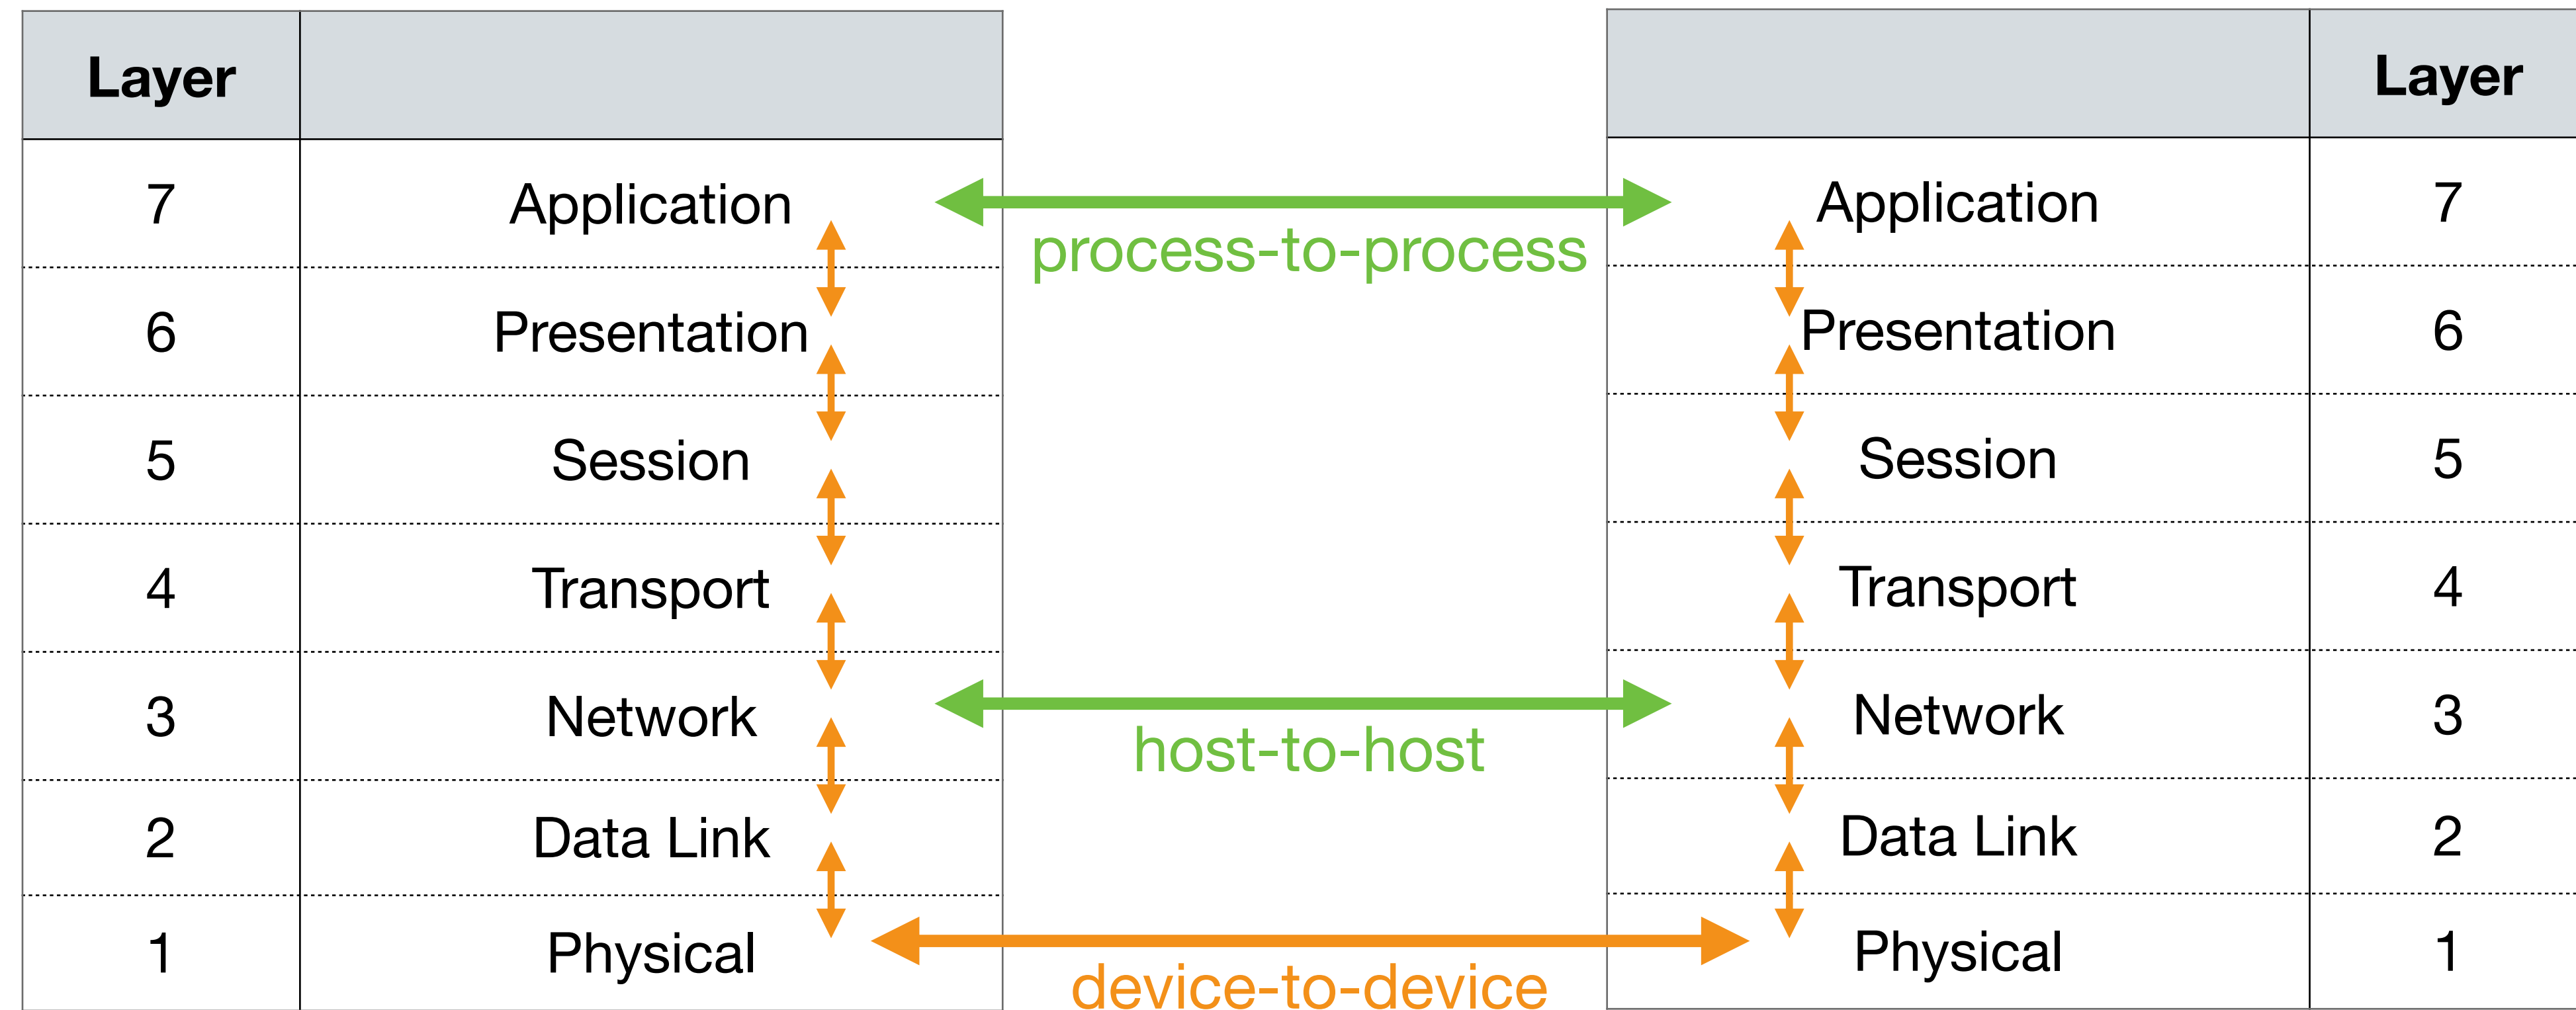 Layer
Layer
7 Application
process-to-process
Application 7
6 Presentation
Presentation 6
5 Session
Session 5
4 Transport
Transport 4
3 Network
host-to-host
Network 3
2 Data Link
Data Link 2
1 Physical
device-to-device
Physical 1